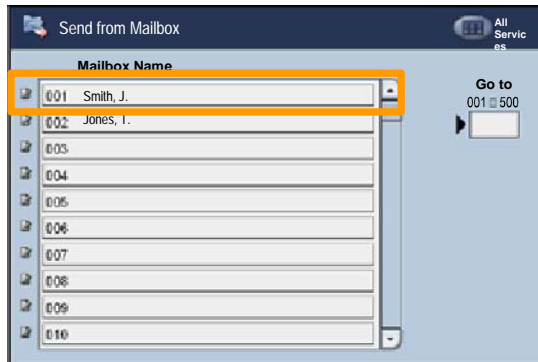 Send from Mailbox
All
Servic
es
Mailbox Name
Go to
001 500
001 Smith, J.
002 Jones, T.
003
004
005
006
007
008
009
010